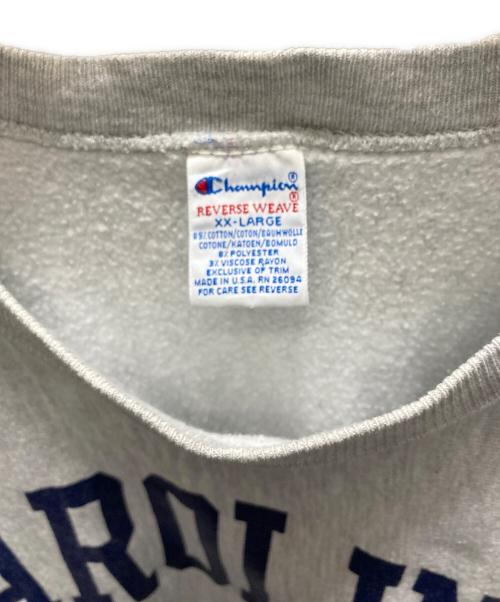 Champion®
REVERSE WEAVE®
XX-LARGE
89% COTTON/COTON/BAUMWOLLE
COTONE/KATOEN/BOMULD
8% POLYESTER
3% VISCOSE RAYON
EXCLUSIVE OF TRIM
MADE IN U.S.A. RN 26094
FOR CARE SEE REVERSE
AROLIN